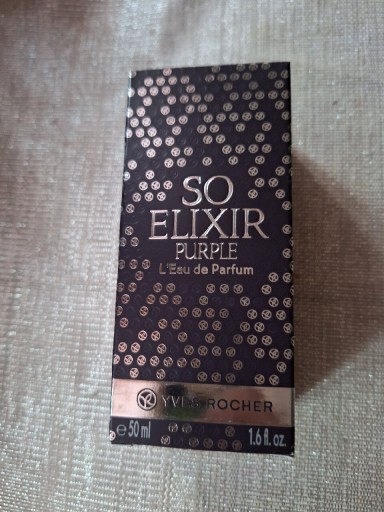 SO
ELIXIR
PURPLE
L'Eau de Parfum
YVES ROCHER
e 50 ml 1.6 fl. oz.